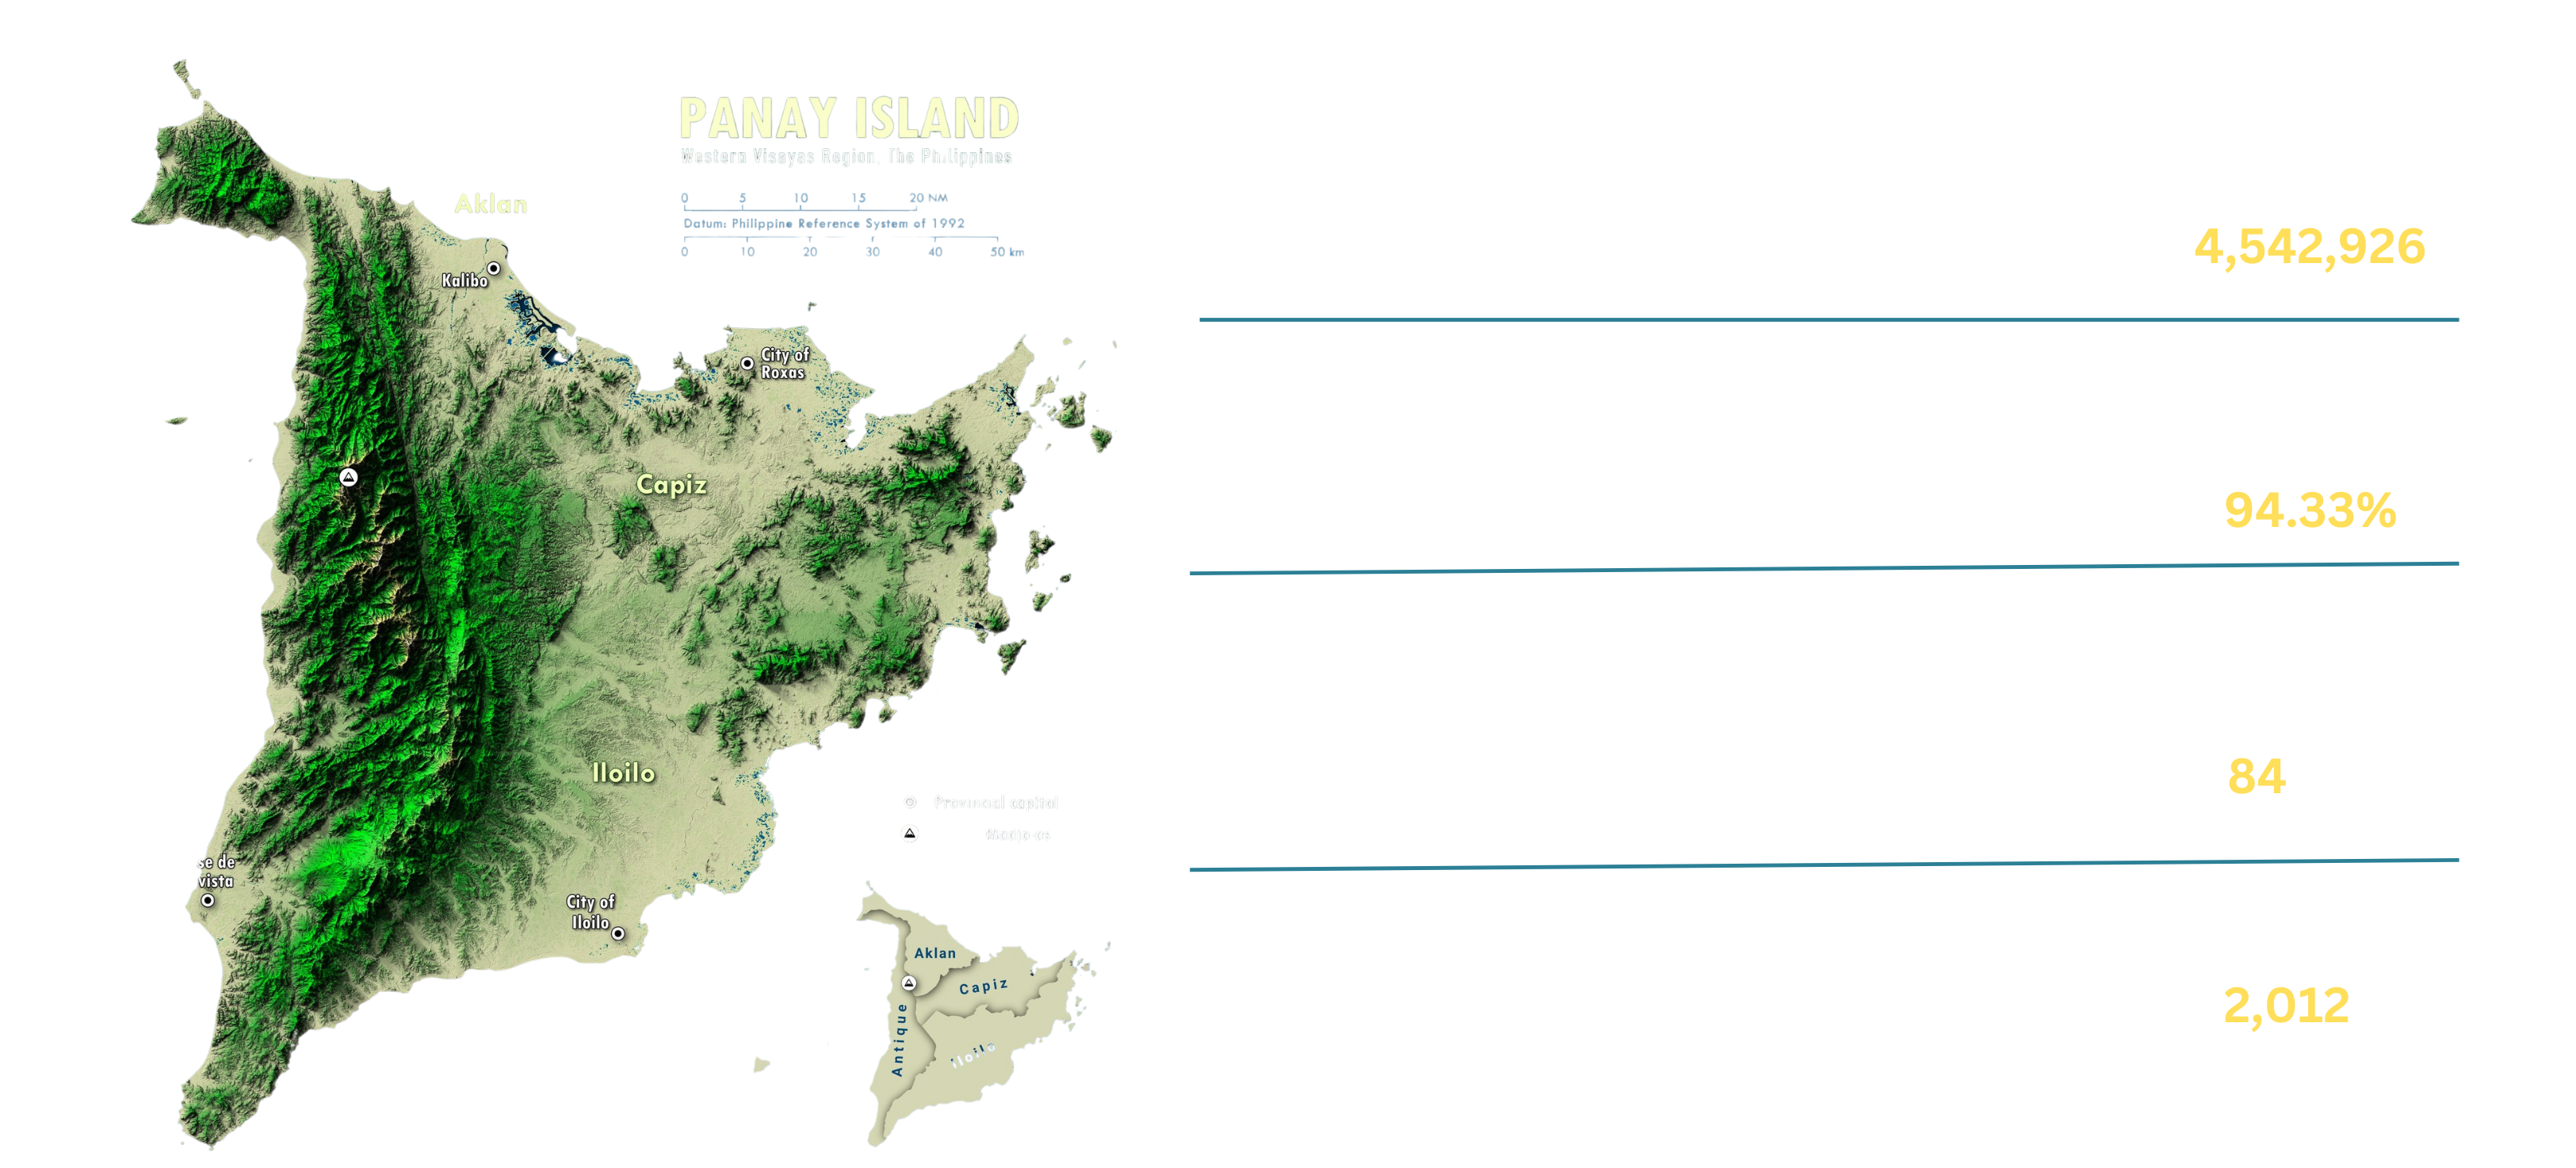 PANAY ISLAND
Western Visayas Region, The Philippines
0 5 10 15 20 NM
Datum: Philippine Reference System of 1992
0 10 20 30 40 50 km
Aklan
Kalibo
City of
Roxas
Capiz
Iloilo
se de
vista
City of
Iloilo
Provincial capital
Aklan
Capiz
Antique
Iloilo
4,542,926
94.33%
84
2,012